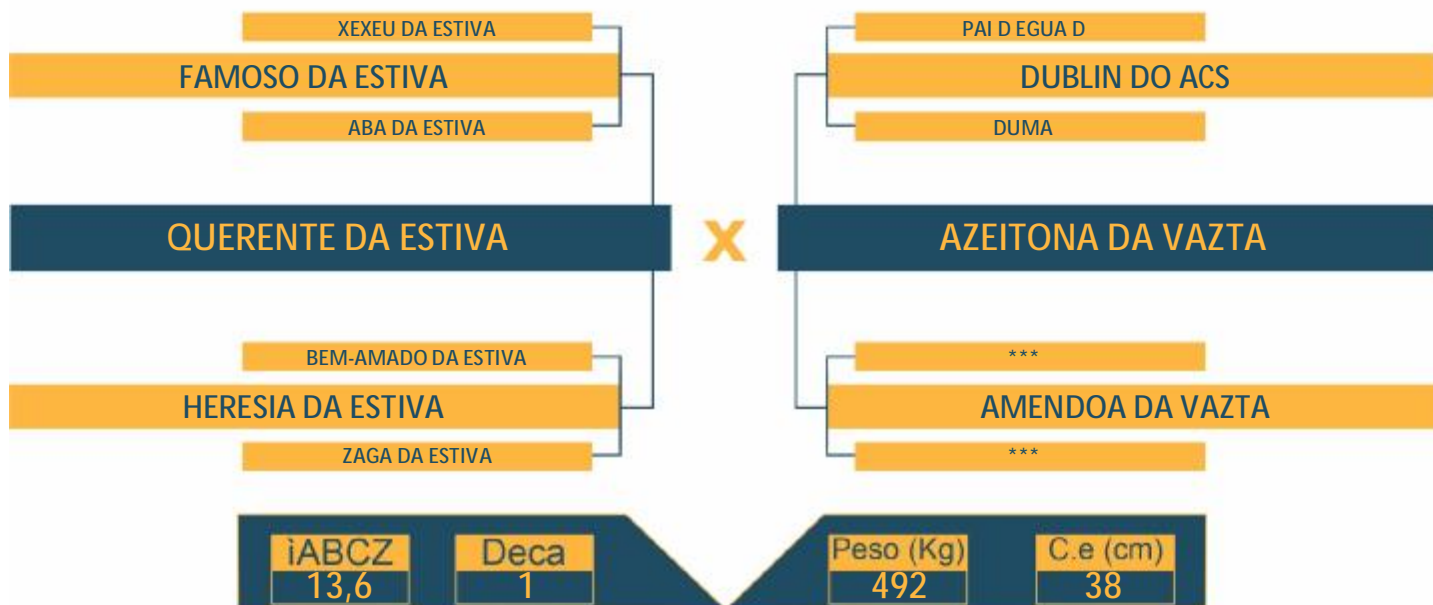 XEXEU DA ESTIVA
PAI D EGUA D
FAMOSO DA ESTIVA
DUBLIN DO ACS
ABA DA ESTIVA
DUMA
QUERENTE DA ESTIVA X AZEITONA DA VAZTA
BEM-AMADO DA ESTIVA
***
HERESIA DA ESTIVA
AMENDOA DA VAZTA
ZAGA DA ESTIVA
***
iABCZ
Deca
Peso (Kg)
C.e (cm)
13,6
1
492
38